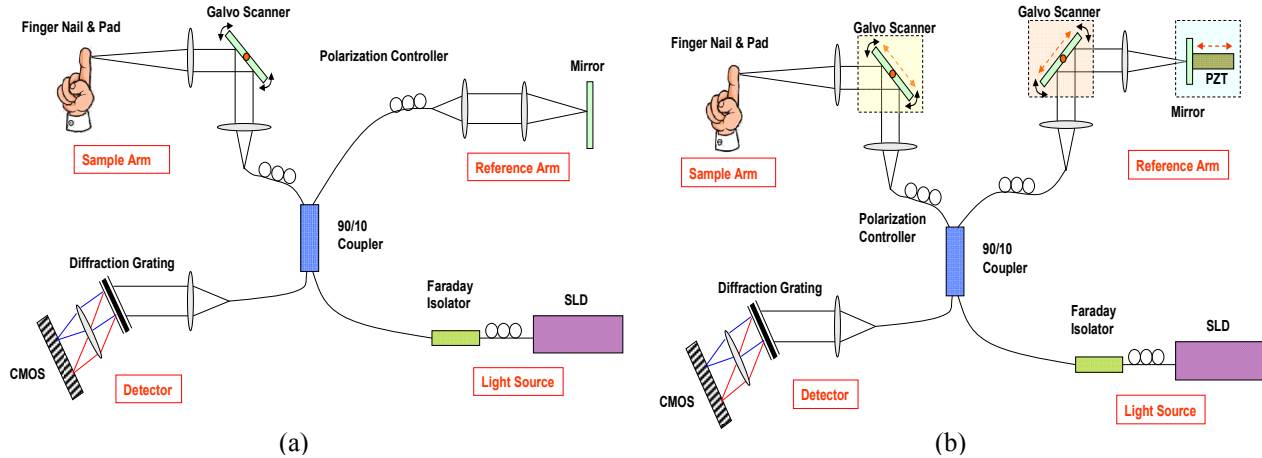 Galvo Scanner
Finger Nail & Pad
Polarization Controller
Mirror
Sample Arm
Reference Arm
90/10
Coupler
Diffraction Grating
Faraday
Isolator
SLD
CMOS
Detector
Light Source
(a)
Galvo Scanner
Galvo Scanner
Finger Nail & Pad
PZT
Mirror
Sample Arm
Reference Arm
Polarization
Controller
90/10
Coupler
Diffraction Grating
Faraday
Isolator
SLD
CMOS
Detector
Light Source
(b)